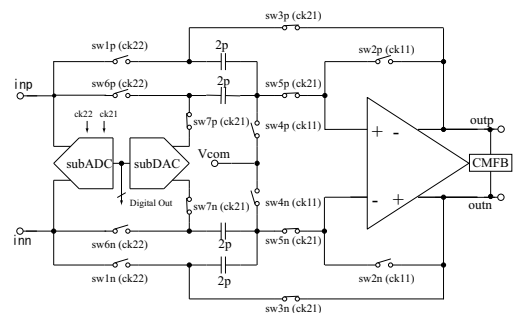 sw3p (ck21)
sw1p (ck22)
2p
sw2p (ck11)
sw6p (ck22)
2p
sw5p (ck21)
inp
ck22 ck21
sw7p (ck21)
sw4p (ck11)
outp
+ -
subADC
subDAC
Vcom
CMFB
Digital Out
- +
sw7n (ck21)
sw4n (ck11)
outn
inn
sw6n (ck22)
2p
sw5n (ck21)
sw1n (ck22)
2p
sw2n (ck11)
sw3n (ck21)